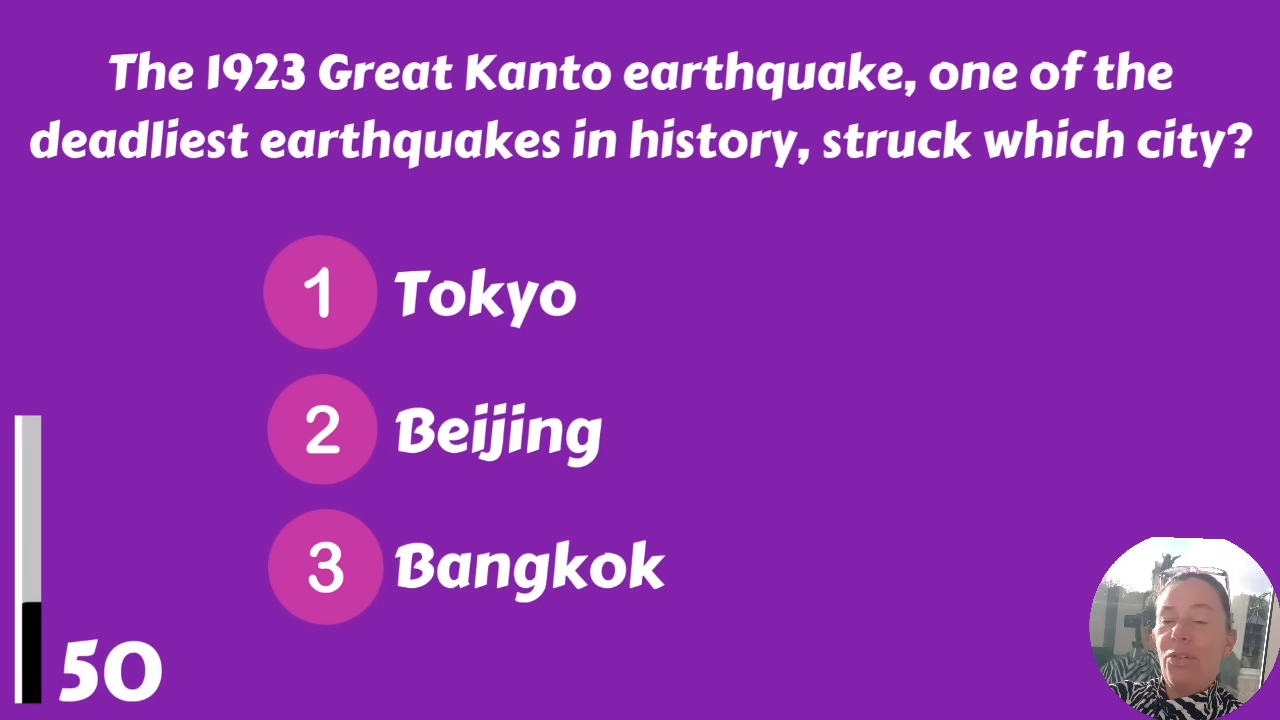 The 1923 Great Kanto earthquake, one of the
deadliest earthquakes in history, struck which city?
1 Tokyo
2 Beijing
3 Bangkok
50